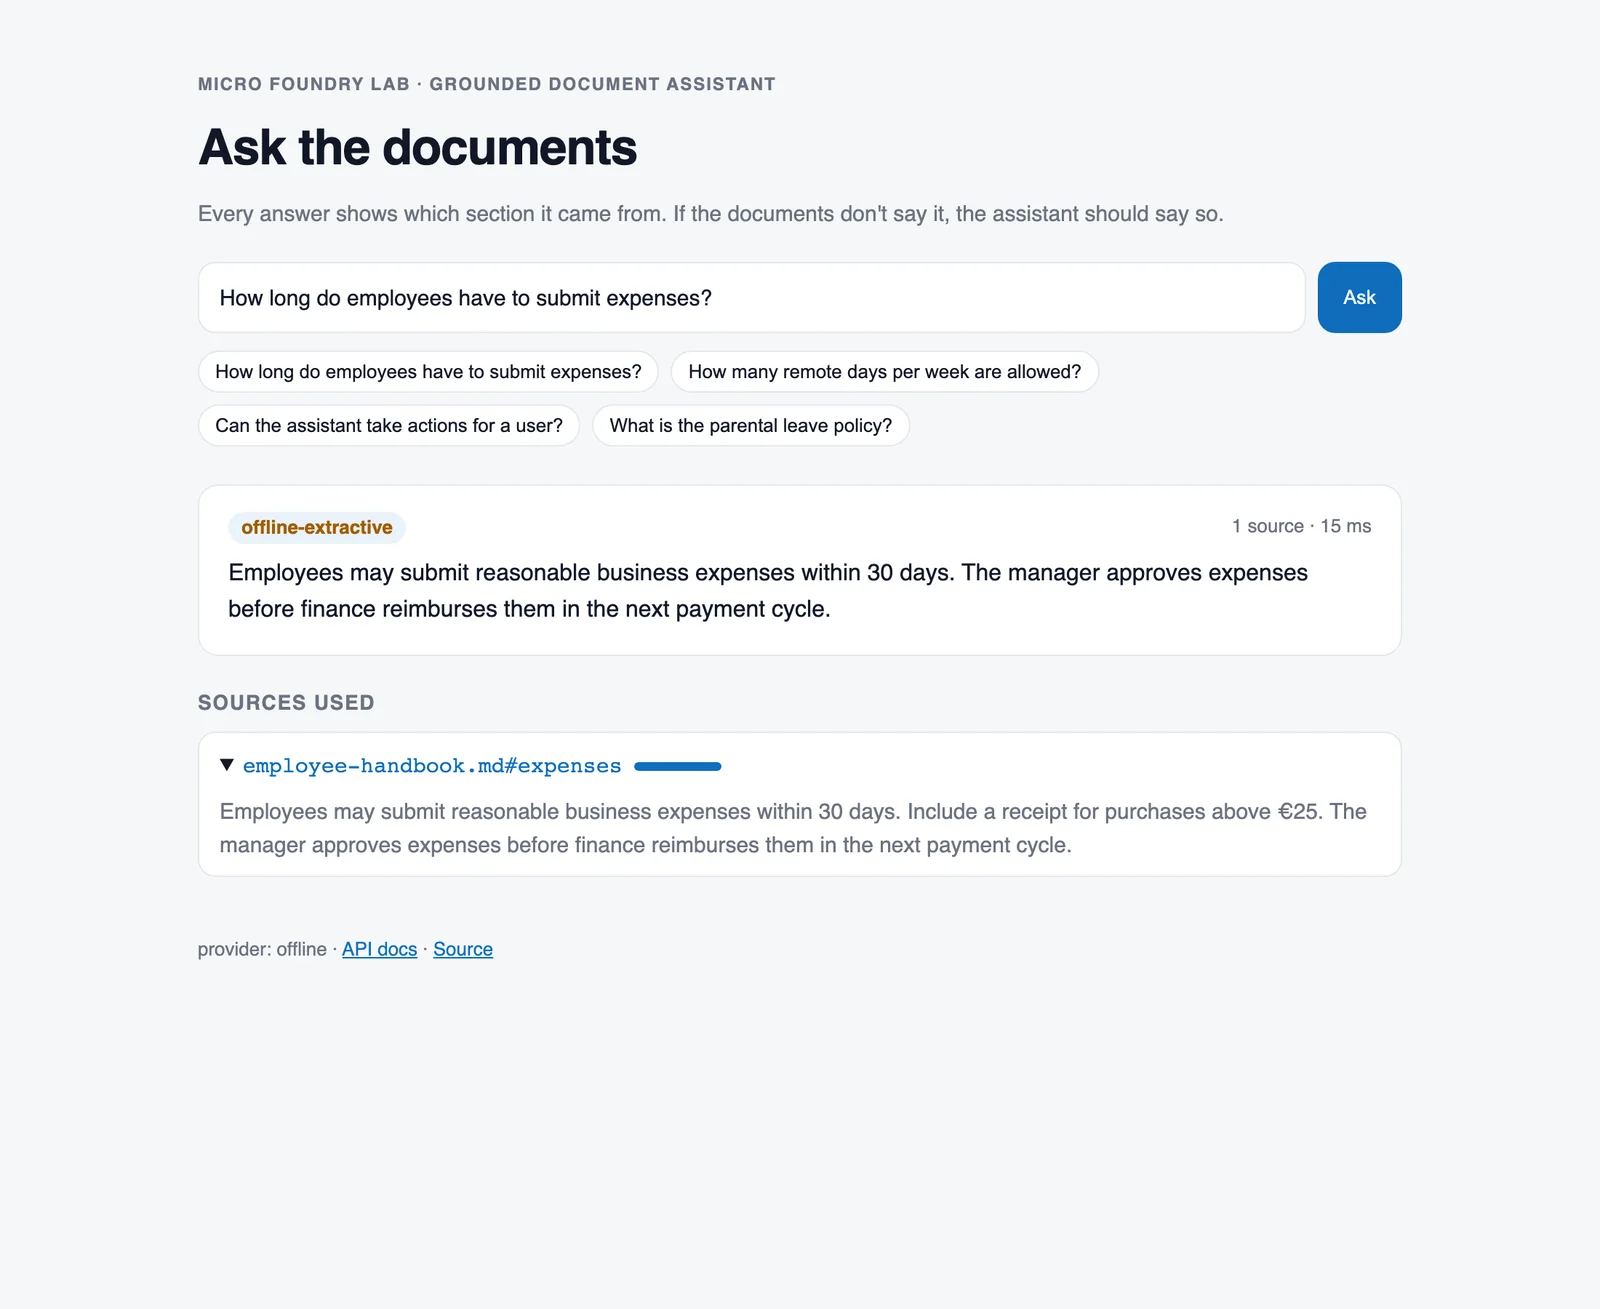 MICRO FOUNDRY LAB · GROUNDED DOCUMENT ASSISTANT
Ask the documents
Every answer shows which section it came from. If the documents don't say it, the assistant should say so.
How long do employees have to submit expenses?
Ask
How long do employees have to submit expenses?
How many remote days per week are allowed?
Can the assistant take actions for a user?
What is the parental leave policy?
offline-extractive
1 source · 15 ms
Employees may submit reasonable business expenses within 30 days. The manager approves expenses
before finance reimburses them in the next payment cycle.
SOURCES USED
employee-handbook.md#expenses
Employees may submit reasonable business expenses within 30 days. Include a receipt for purchases above €25. The
manager approves expenses before finance reimburses them in the next payment cycle.
provider: offline · API docs · Source